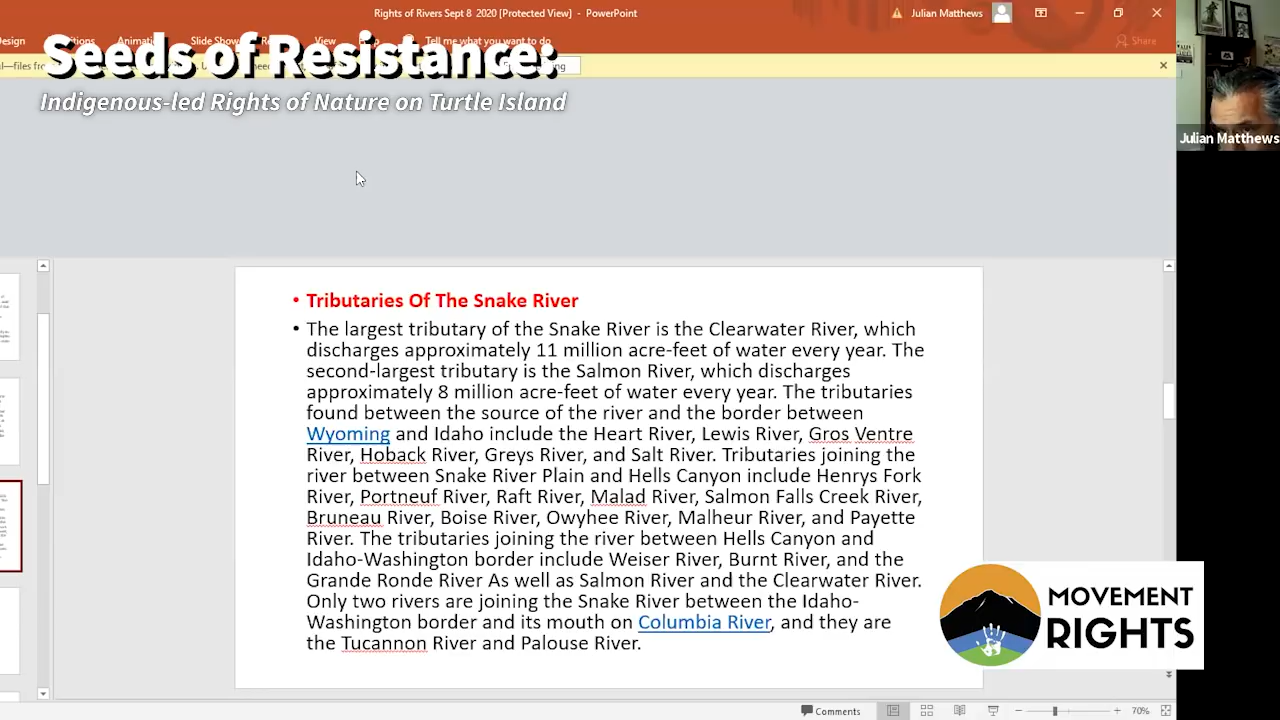 Rights of Rivers Sept 8 2020 [Protected View] - PowerPoint
Julian Matthews
Slide Show
View
Tell me what you want to do
Share
Seeds of Resistance:
Indigenous-led Rights of Nature on Turtle Island
Julian Matthews
• Tributaries Of The Snake River
• The largest tributary of the Snake River is the Clearwater River, which
discharges approximately 11 million acre-feet of water every year. The
second-largest tributary is the Salmon River, which discharges
approximately 8 million acre-feet of water every year. The tributaries
found between the source of the river and the border between
Wyoming and Idaho include the Heart River, Lewis River, Gros Ventre
River, Hoback River, Greys River, and Salt River. Tributaries joining the
river between Snake River Plain and Hells Canyon include Henrys Fork
River, Portneuf River, Raft River, Malad River, Salmon Falls Creek River,
Bruneau River, Boise River, Owyhee River, Malheur River, and Payette
River. The tributaries joining the river between Hells Canyon and
Idaho-Washington border include Weiser River, Burnt River, and the
Grande Ronde River As well as Salmon River and the Clearwater River.
Only two rivers are joining the Snake River between the Idaho-
Washington border and its mouth on Columbia River, and they are
the Tucannon River and Palouse River.
MOVEMENT
RIGHTS
Comments
70%